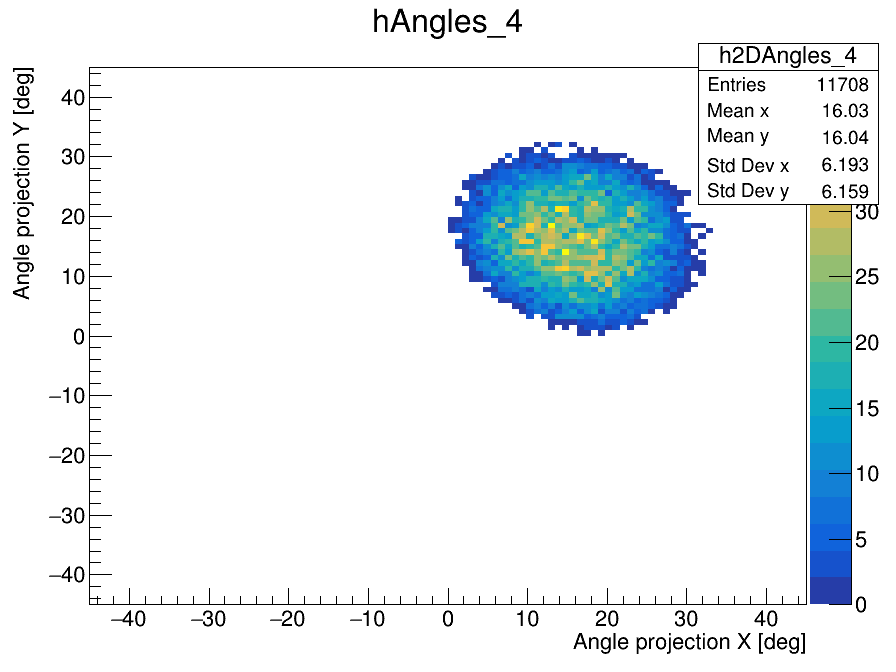 hAngles_4
h2DAngles_4
Entries 11708
Mean x 16.03
Mean y 16.04
Std Dev x 6.193
Std Dev y 6.159
Angle projection Y [deg]
40
30
20
10
0
−10
−20
−30
−40
30
25
20
15
10
5
0
−40 −30 −20 −10 0 10 20 30 40
Angle projection X [deg]